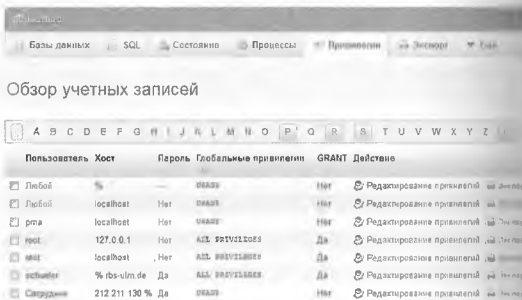 localhost
Базы данных SQL Состояние Процессы Привилегии Экспорт
Обзор учетных записей
A B C D E F G H I J K L M N O P Q R S T U V W X Y Z
Пользователь Хост Пароль Глобальные привилегии GRANT Действие
Любой % --- USAGE Нет Редактирование привилегий
Любой localhost Нет USAGE Нет Редактирование привилегий
pma localhost Нет USAGE Нет Редактирование привилегий
root 127.0.0.1 Нет ALL PRIVILEGES Да Редактирование привилегий
localhost Нет ALL PRIVILEGES Да Редактирование привилегий
% rbs-ulm.de Да ALL PRIVILEGES Да Редактирование привилегий
Сотрудник 212 211 130 % Да USAGE Нет Редактирование привилегий